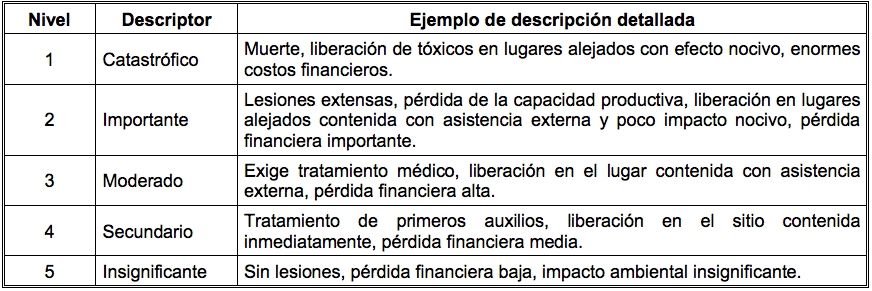 Nivel Descriptor Ejemplo de descripción detallada
1 Catastrófico Muerte, liberación de tóxicos en lugares alejados con efecto nocivo, enormes
costos financieros.
2 Importante Lesiones extensas, pérdida de la capacidad productiva, liberación en lugares
alejados contenida con asistencia externa y poco impacto nocivo, pérdida
financiera importante.
3 Moderado Exige tratamiento médico, liberación en el lugar contenida con asistencia
externa, pérdida financiera alta.
4 Secundario Tratamiento de primeros auxilios, liberación en el sitio contenida
inmediatamente, pérdida financiera media.
5 Insignificante Sin lesiones, pérdida financiera baja, impacto ambiental insignificante.